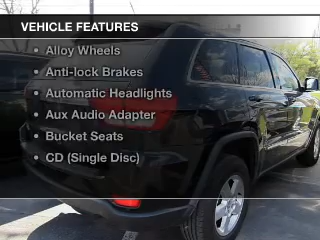 VEHICLE FEATURES
• Alloy Wheels
• Anti-lock Brakes
• Automatic Headlights
• Aux Audio Adapter
• Bucket Seats
• CD (Single Disc)